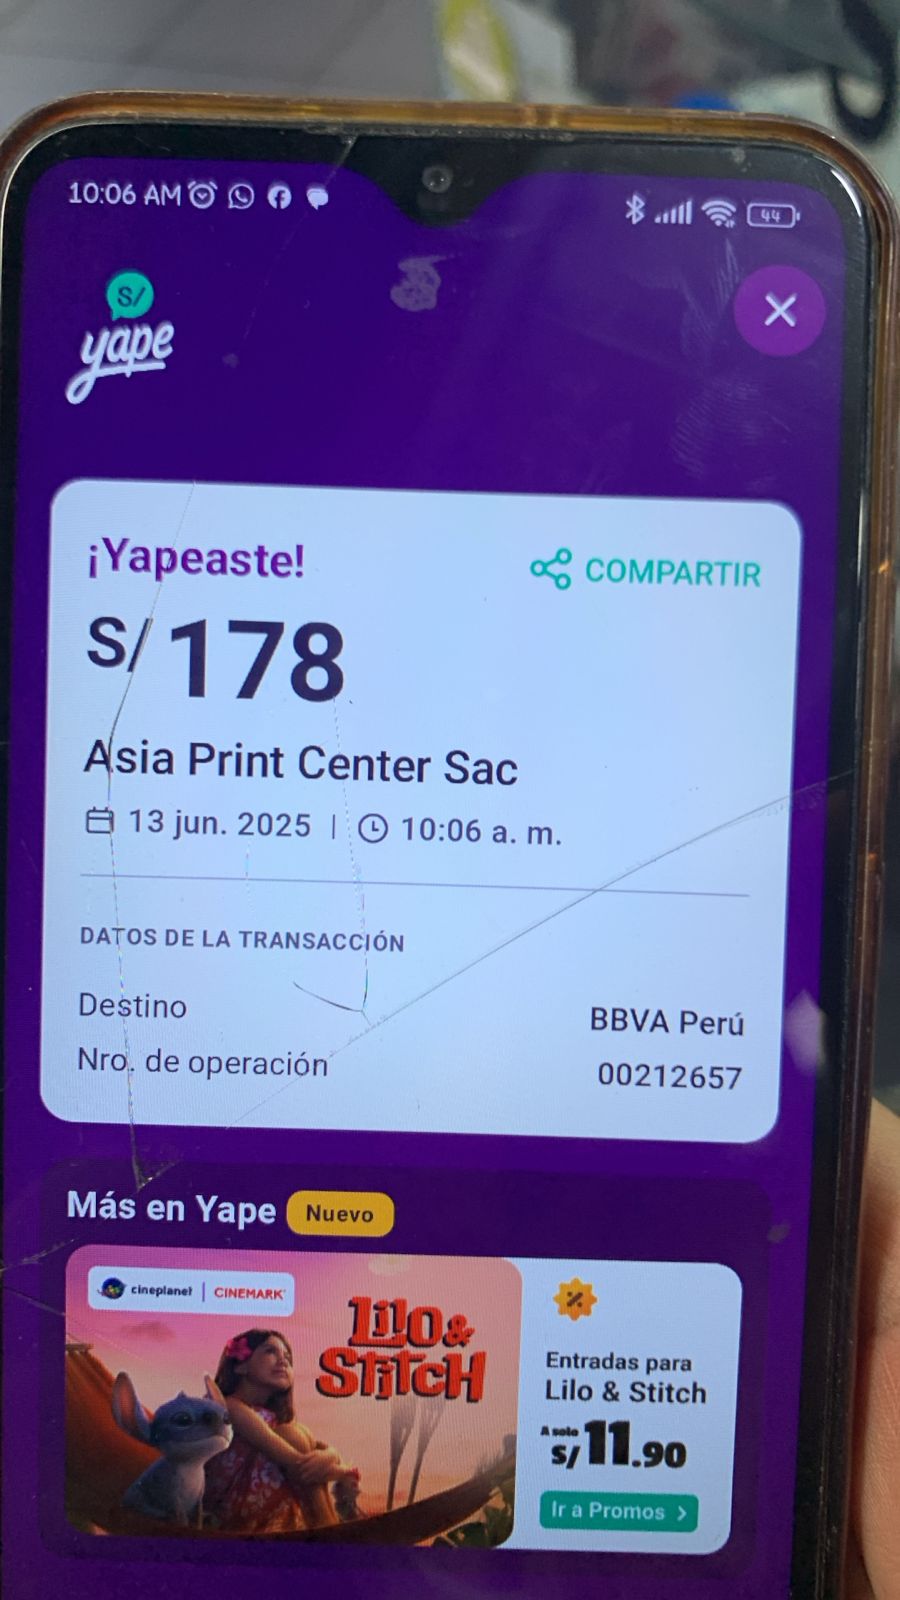 10:06 AM
44
S/
yape
¡Yapeaste!
COMPARTIR
S/ 178
Asia Print Center Sac
13 jun. 2025 | 10:06 a. m.
DATOS DE LA TRANSACCIÓN
Destino BBVA Perú
Nro. de operación 00212657
Más en Yape Nuevo
cineplanet | CINEMARK
LiLO &
STiTCH
Entradas para
Lilo & Stitch
A solo
S/ 11.90
Ir a Promos